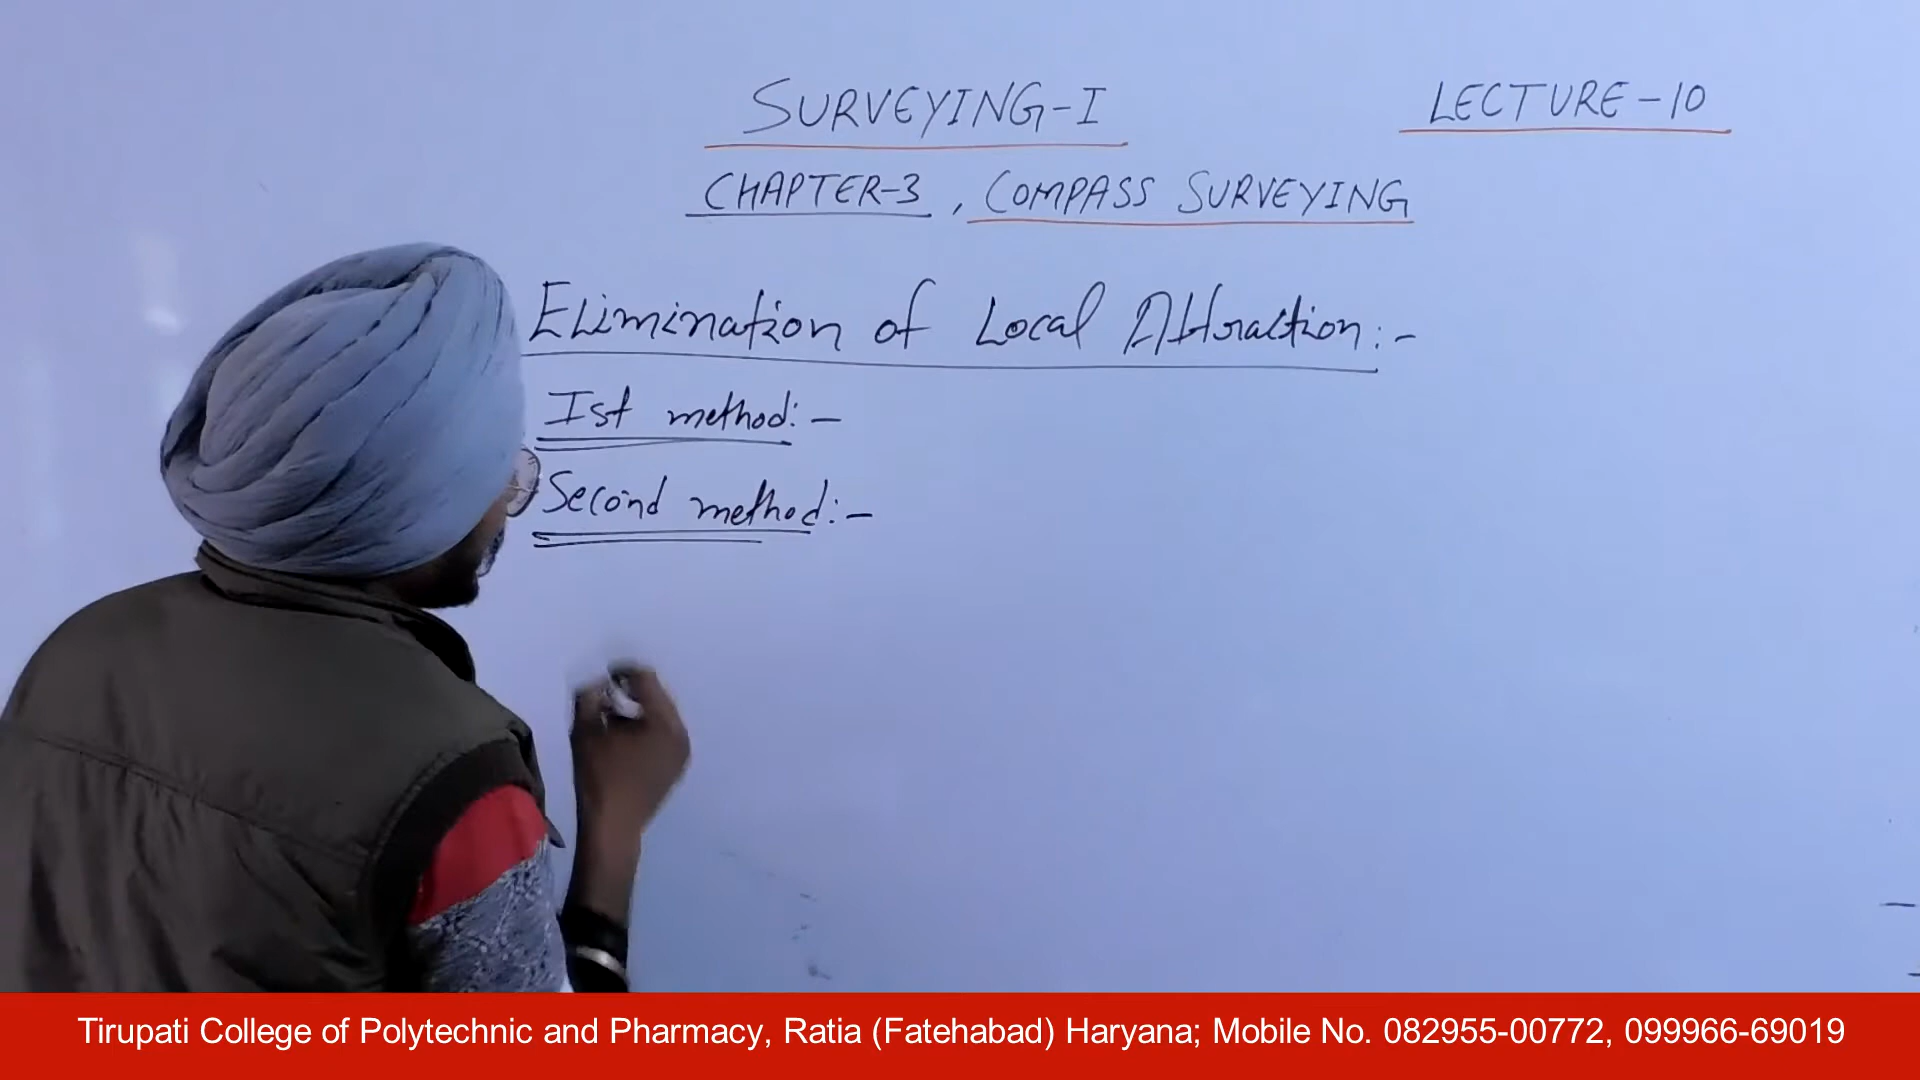 SURVEYING-I
LECTURE-10
CHAPTER-3, COMPASS SURVEYING
Elimination of Local Attraction:-
Ist method:-
Second method:-
Tirupati College of Polytechnic and Pharmacy, Ratia (Fatehabad) Haryana; Mobile No. 082955-00772, 099966-69019